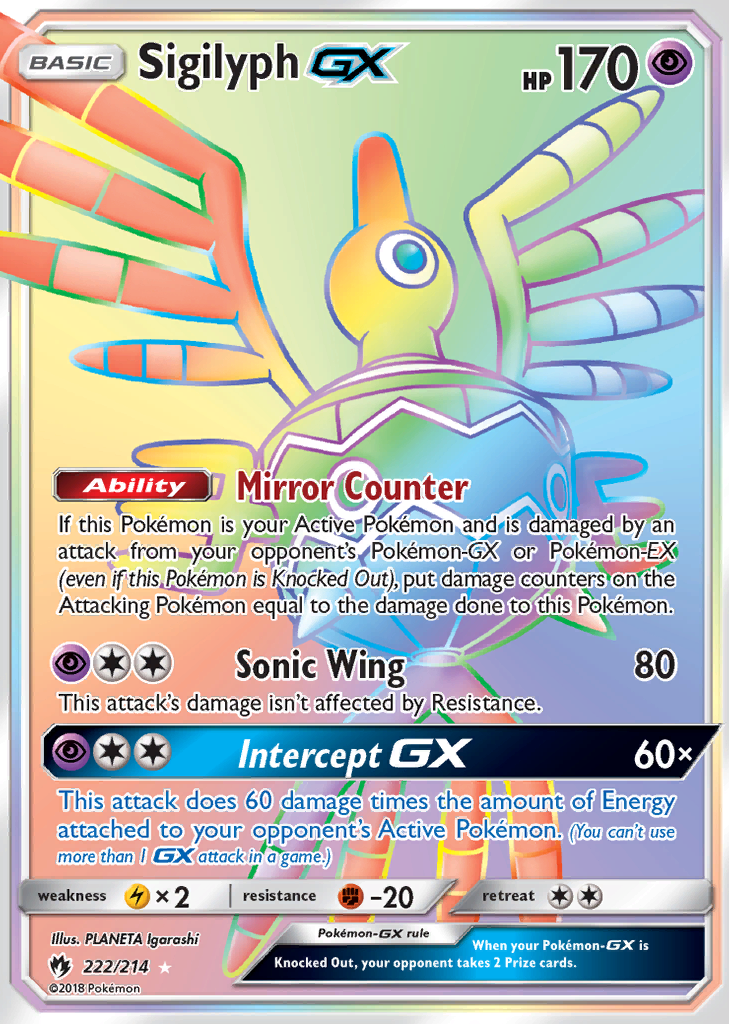 BASIC Sigilyph GX HP 170
Ability Mirror Counter
If this Pokémon is your Active Pokémon and is damaged by an
attack from your opponent's Pokémon-GX or Pokémon-EX
(even if this Pokémon is Knocked Out), put damage counters on the
Attacking Pokémon equal to the damage done to this Pokémon.
Sonic Wing 80
This attack's damage isn't affected by Resistance.
Intercept GX 60×
This attack does 60 damage times the amount of Energy
attached to your opponent's Active Pokémon. (You can't use
more than 1 GX attack in a game.)
weakness ×2 resistance -20 retreat
Illus. PLANETA Igarashi
Pokémon-GX rule
When your Pokémon-GX is
Knocked Out, your opponent takes 2 Prize cards.
222/214
©2018 Pokémon